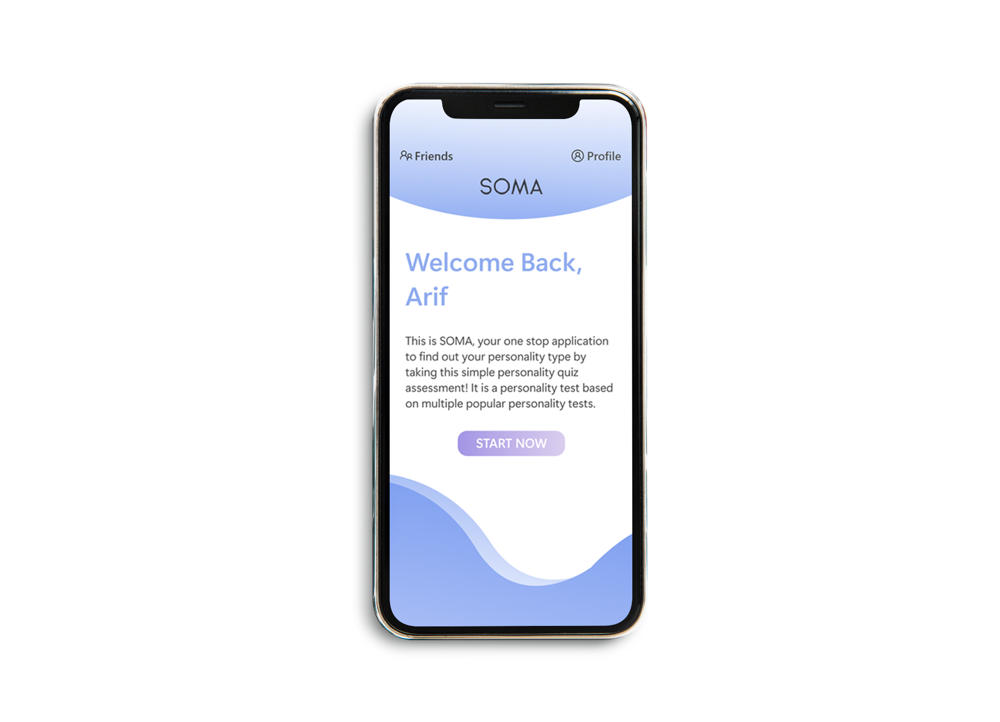 Friends
Profile
SOMA
Welcome Back,
Arif
This is SOMA, your one stop application
to find out your personality type by
taking this simple personality quiz
assessment! It is a personality test based
on multiple popular personality tests.
START NOW